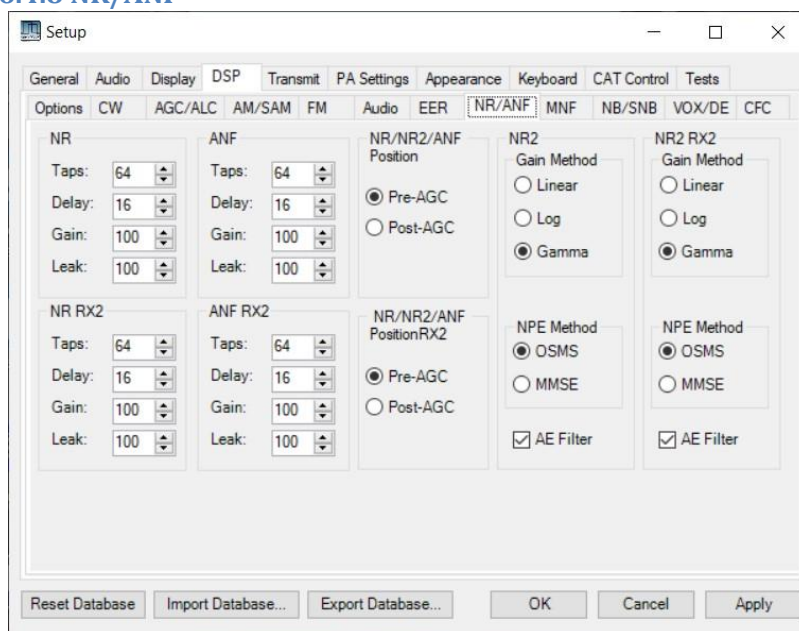 Setup
General Audio Display DSP Transmit PA Settings Appearance Keyboard CAT Control Tests
Options CW AGC/ALC AM/SAM FM Audio EER NR/ANF MNF NB/SNB VOX/DE CFC
NR
Taps: 64
Delay: 16
Gain: 100
Leak: 100
ANF
Taps: 64
Delay: 16
Gain: 100
Leak: 100
NR/NR2/ANF
Position
Pre-AGC
Post-AGC
NR2
Gain Method
Linear
Log
Gamma
NPE Method
OSMS
MMSE
AE Filter
NR2 RX2
Gain Method
Linear
Log
Gamma
NPE Method
OSMS
MMSE
AE Filter
NR RX2
Taps: 64
Delay: 16
Gain: 100
Leak: 100
ANF RX2
Taps: 64
Delay: 16
Gain: 100
Leak: 100
NR/NR2/ANF
PositionRX2
Pre-AGC
Post-AGC
Reset Database Import Database... Export Database... OK Cancel Apply